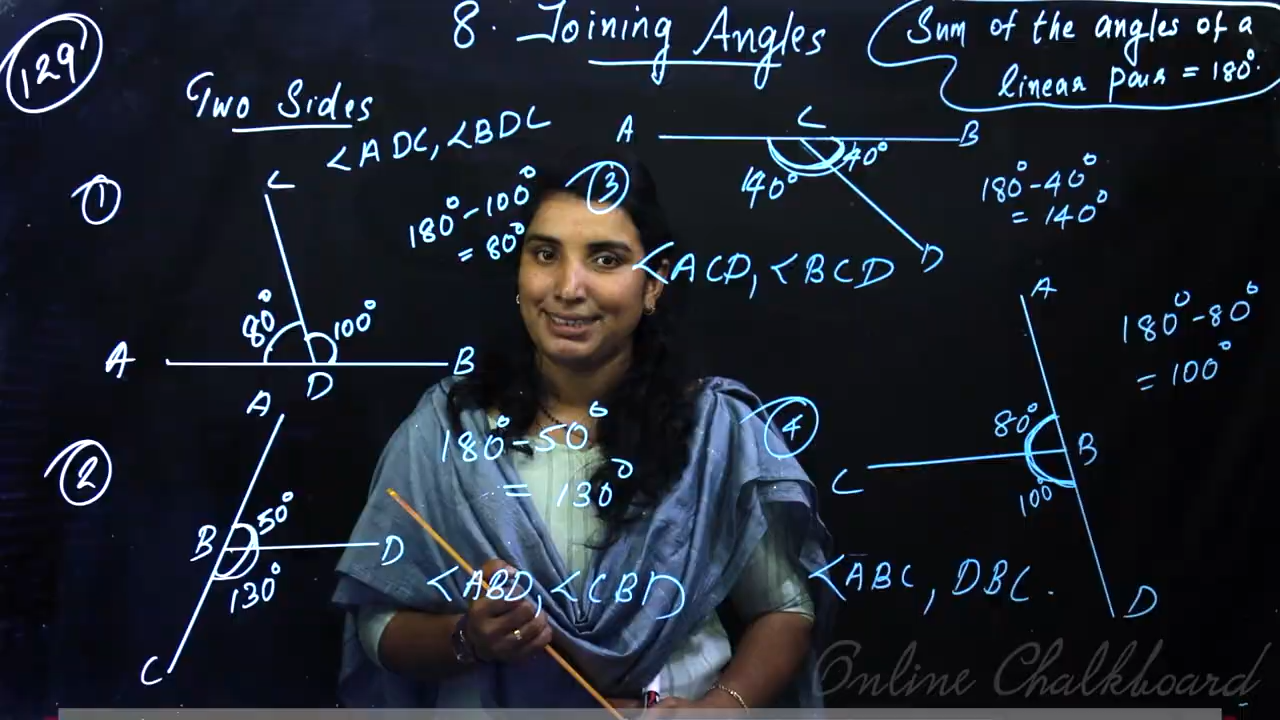 129
8. Joining Angles
Sum of the angles of a
linear pair = 180°.
Two Sides
1
<ADC, <BDC
C
180° - 100°
= 80°
80°
100°
A
D
B
2
A
B
50°
130°
D
C
180° - 50°
= 130°
<ABD, <CBD
3
A
C
B
140°
40°
D
180° - 40°
= 140°
<ACD, <BCD
4
A
180° - 80°
= 100°
80°
B
C
100°
D
<ABC, DBC.
Online Chalkboard